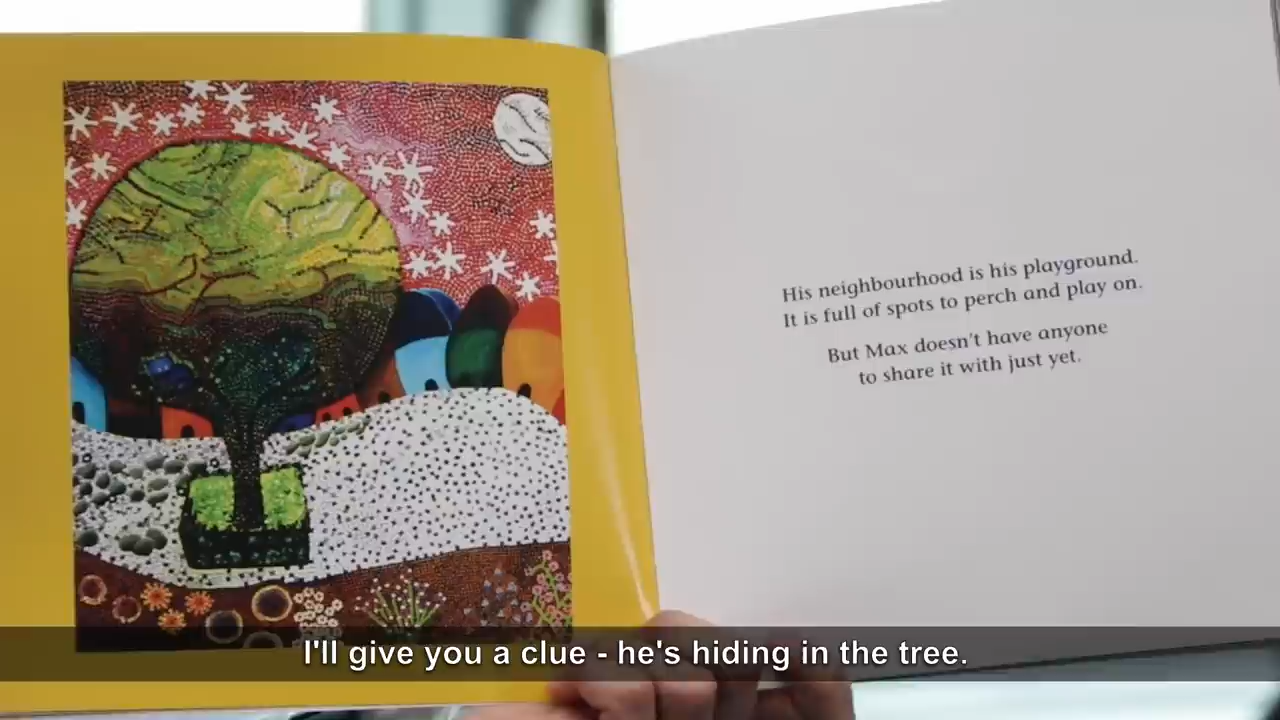 His neighbourhood is his playground.
It is full of spots to perch and play on.
But Max doesn't have anyone
to share it with just yet.
I'll give you a clue - he's hiding in the tree.